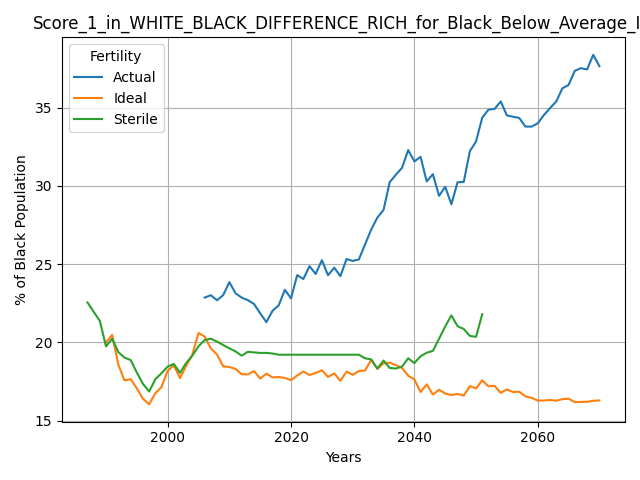 Score_1_in_WHITE_BLACK_DIFFERENCE_RICH_for_Black_Below_Average_I
Fertility
Actual
Ideal
Sterile
% of Black Population
35
30
25
20
15
2000
2020
2040
2060
Years